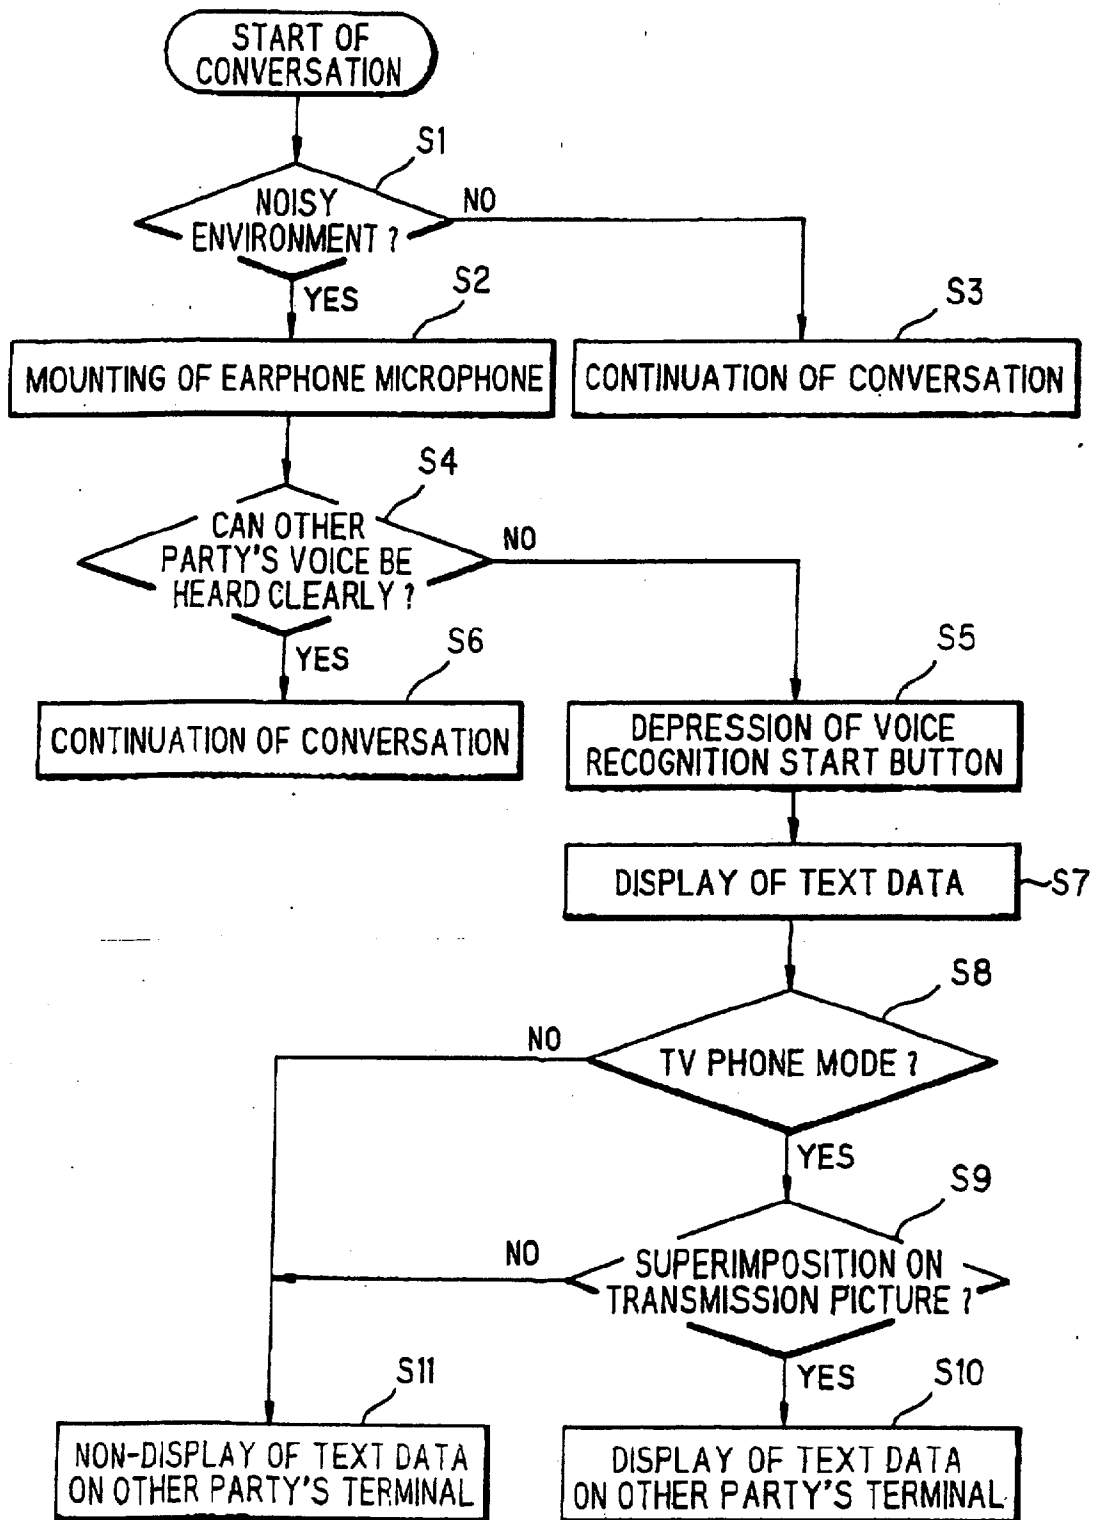 START OF
CONVERSATION
S1
NOISY
ENVIRONMENT ?
NO
YES
S2
S3
MOUNTING OF EARPHONE MICROPHONE
CONTINUATION OF CONVERSATION
S4
CAN OTHER
PARTY'S VOICE BE
HEARD CLEARLY ?
NO
YES
S6
S5
CONTINUATION OF CONVERSATION
DEPRESSION OF VOICE
RECOGNITION START BUTTON
DISPLAY OF TEXT DATA
S7
S8
NO
TV PHONE MODE ?
YES
S9
NO
SUPERIMPOSITION ON
TRANSMISSION PICTURE ?
YES
S11
S10
NON-DISPLAY OF TEXT DATA
ON OTHER PARTY'S TERMINAL
DISPLAY OF TEXT DATA
ON OTHER PARTY'S TERMINAL